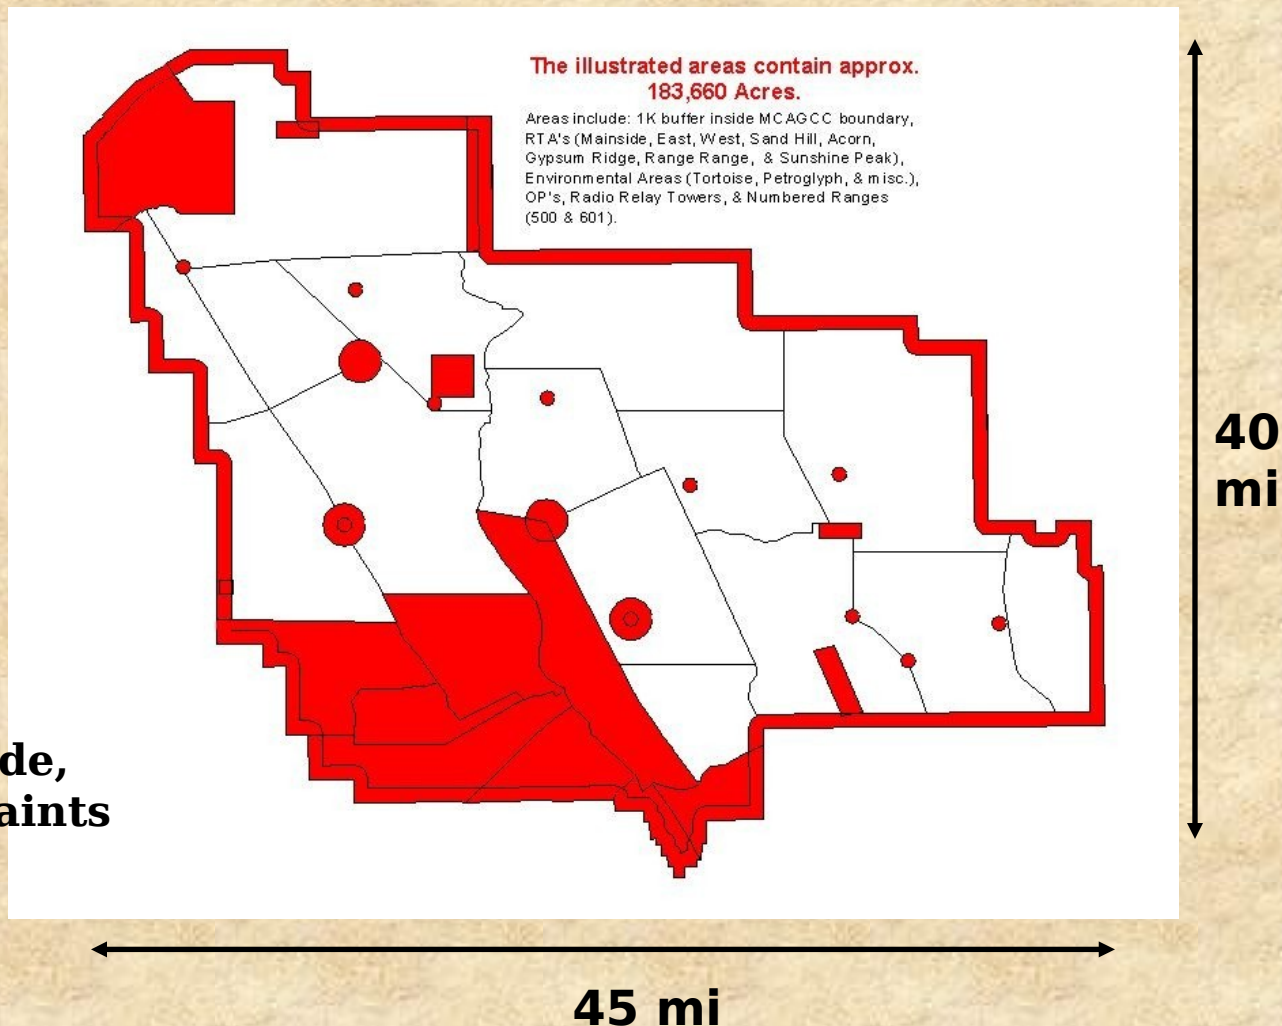 The illustrated areas contain approx.
183,660 Acres.
Areas include: 1K buffer inside MCAGCC boundary,
RTA's (Mainside, East, West, Sand Hill, Acorn,
Gypsum Ridge, Range Range, & Sunshine Peak),
Environmental Areas (Tortoise, Petroglyph, & misc.),
OP's, Radio Relay Towers, & Numbered Ranges
(500 & 601).
40
mi
de,
aints
45 mi